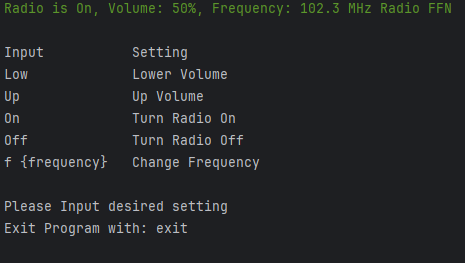 Radio is On, Volume: 50%, Frequency: 102.3 MHz Radio FFN
Input Setting
Low Lower Volume
Up Up Volume
On Turn Radio On
Off Turn Radio Off
f {frequency} Change Frequency
Please Input desired setting
Exit Program with: exit